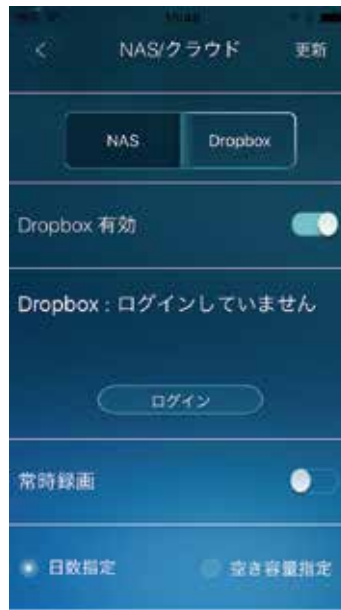 NAS/クラウド 更新
NAS Dropbox
Dropbox 有効
Dropbox : ログインしていません
ログイン
常時録画
日数指定 空き容量指定